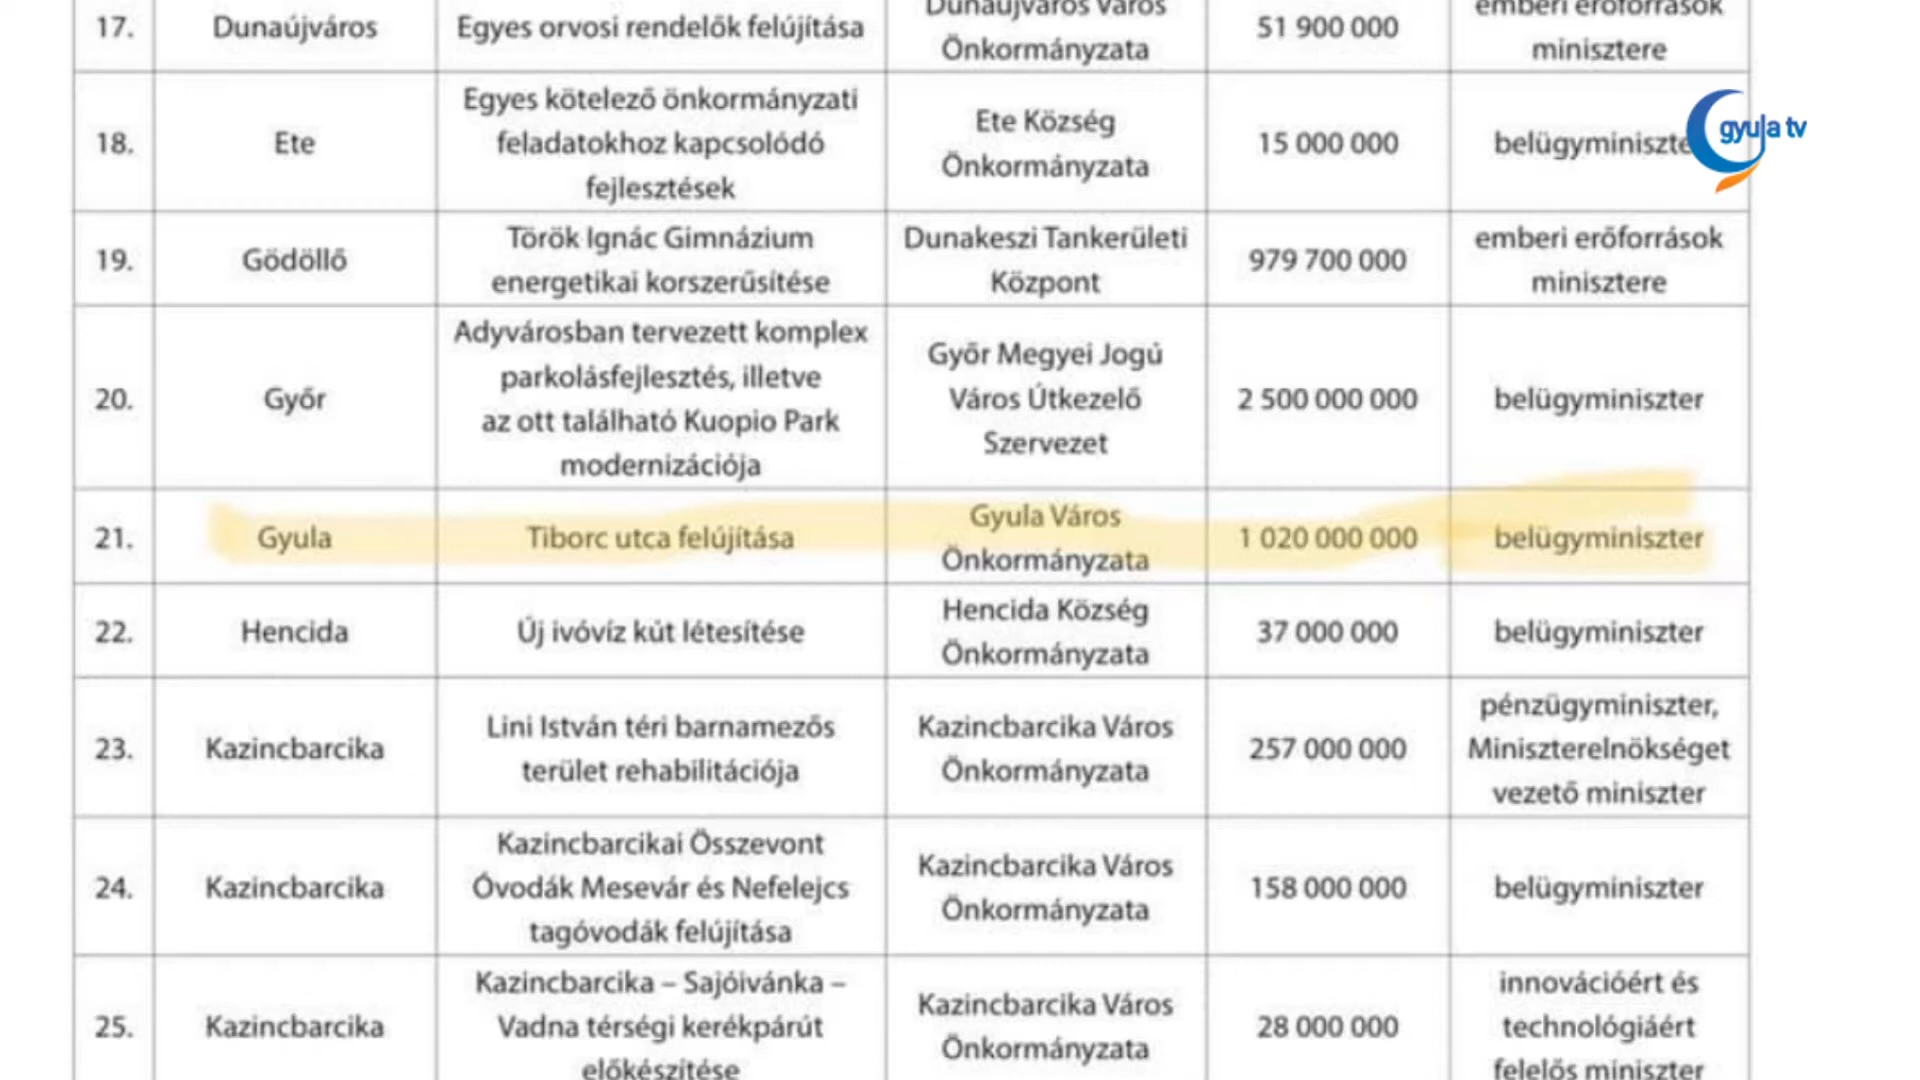 17.
Dunaújváros
Egyes orvosi rendelők felújítása
Dunaújváros Város
Önkormányzata
51 900 000
emberi erőforrások
minisztere
18.
Ete
Egyes kötelező önkormányzati
feladatokhoz kapcsolódó
fejlesztések
Ete Község
Önkormányzata
15 000 000
belügyminiszte
gyula tv
19.
Gödöllő
Török Ignác Gimnázium
energetikai korszerűsítése
Dunakeszi Tankerületi
Központ
979 700 000
emberi erőforrások
minisztere
20.
Győr
Adyvárosban tervezett komplex
parkolásfejlesztés, illetve
az ott található Kuopio Park
modernizációja
Győr Megyei Jogú
Város Útkezelő
Szervezet
2 500 000 000
belügyminiszter
21.
Gyula
Tiborc utca felújítása
Gyula Város
Önkormányzata
1 020 000 000
belügyminiszter
22.
Hencida
Új ivóvíz kút létesítése
Hencida Község
Önkormányzata
37 000 000
belügyminiszter
23.
Kazincbarcika
Lini István téri barnamezős
terület rehabilitációja
Kazincbarcika Város
Önkormányzata
257 000 000
pénzügyminiszter,
Miniszterelnökséget
vezető miniszter
24.
Kazincbarcika
Kazincbarcikai Összevont
Óvodák Mesevár és Nefelejcs
tagóvodák felújítása
Kazincbarcika Város
Önkormányzata
158 000 000
belügyminiszter
25.
Kazincbarcika
Kazincbarcika – Sajóivánka –
Vadna térségi kerékpárút
előkészítése
Kazincbarcika Város
Önkormányzata
28 000 000
innovációért és
technológiáért
felelős miniszter